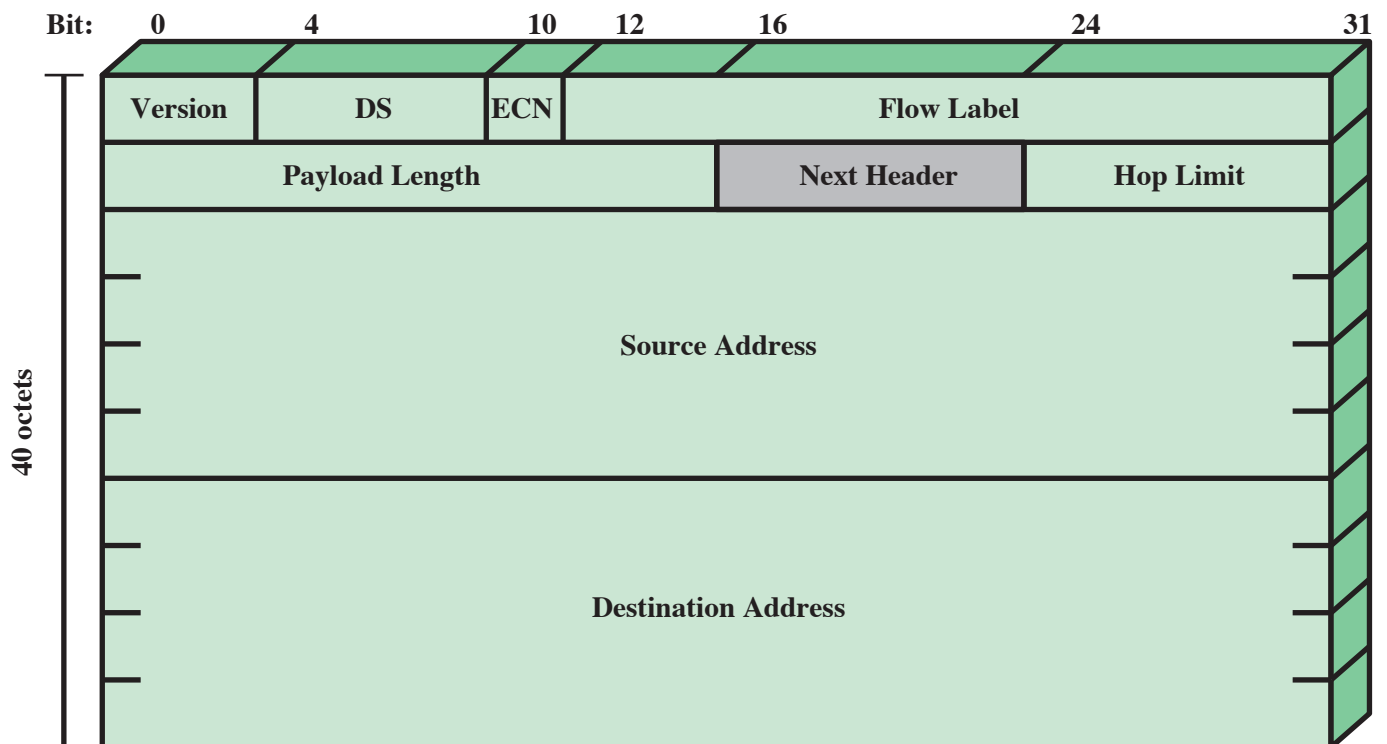 Bit: 0 4 10 12 16 24 31
Version DS ECN Flow Label
Payload Length Next Header Hop Limit
Source Address
40 octets
Destination Address